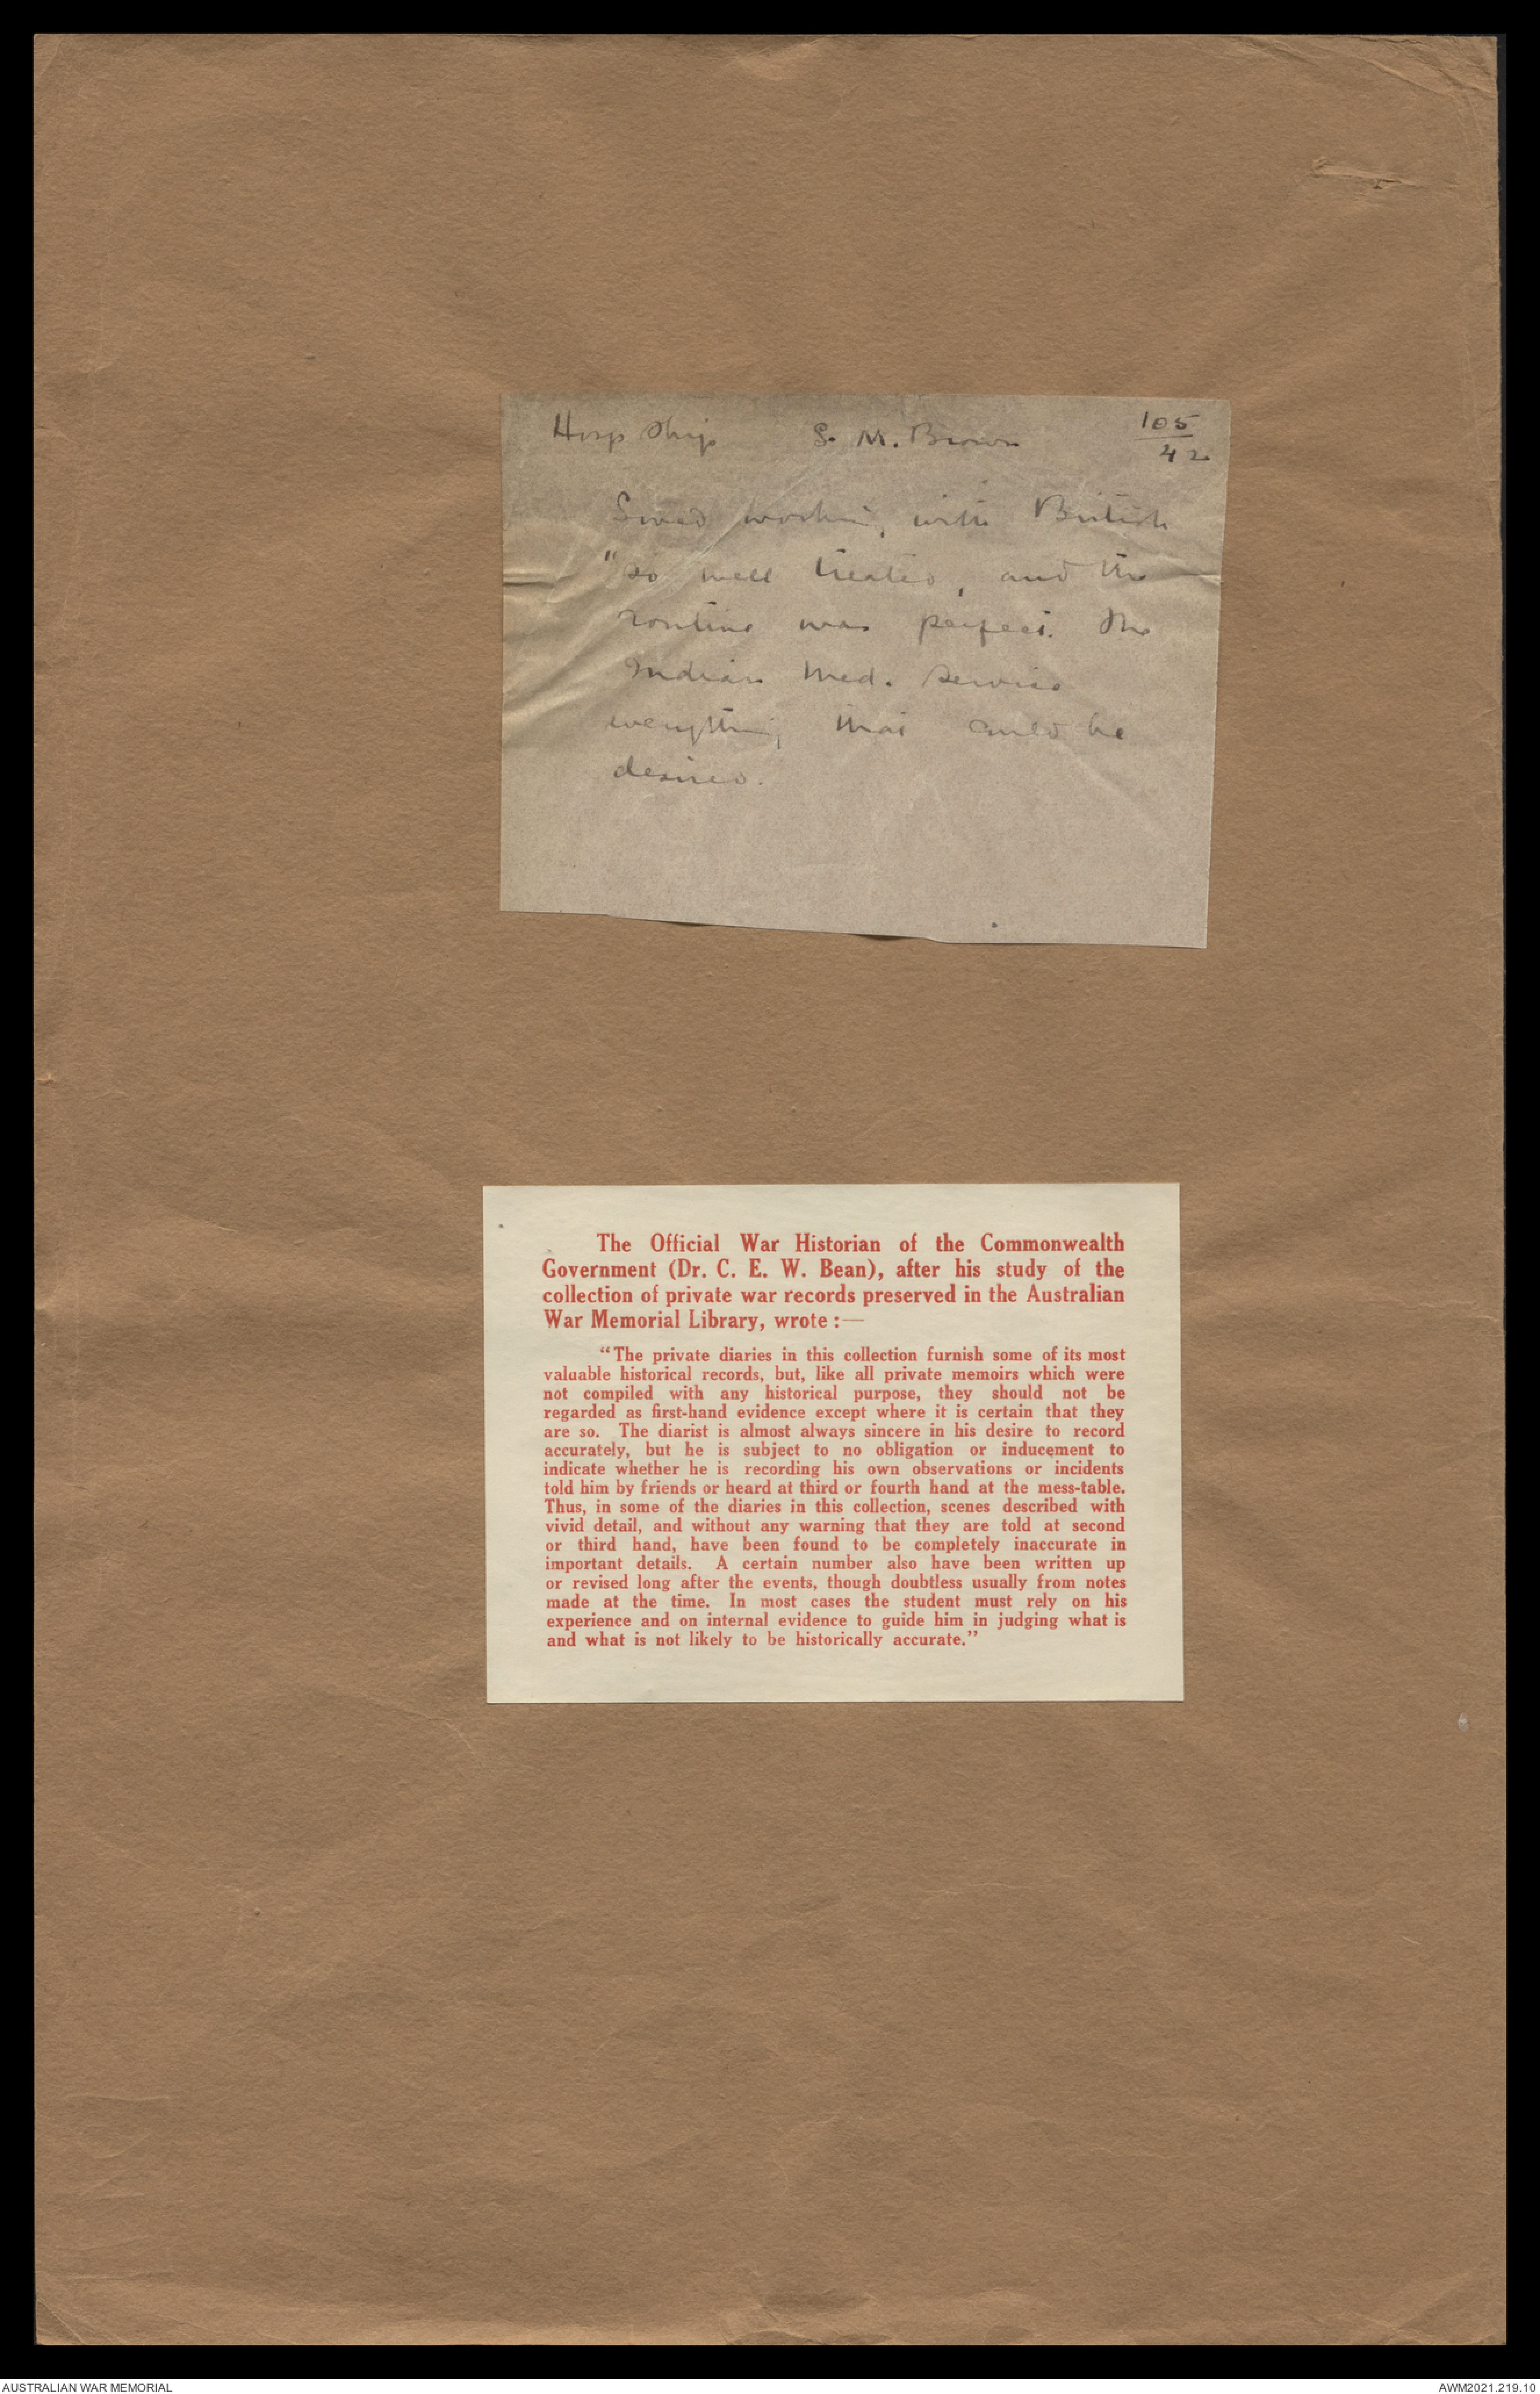 Hosp Ship S. M. Brown 105/42
working with British
"so well treated, and the
routine was perfect. The
Indian Med. Service
everything that could be
desired.
The Official War Historian of the Commonwealth
Government (Dr. C. E. W. Bean), after his study of the
collection of private war records preserved in the Australian
War Memorial Library, wrote :—
“The private diaries in this collection furnish some of its most
valuable historical records, but, like all private memoirs which were
not compiled with any historical purpose, they should not be
regarded as first-hand evidence except where it is certain that they
are so. The diarist is almost always sincere in his desire to record
accurately, but he is subject to no obligation or inducement to
indicate whether he is recording his own observations or incidents
told him by friends or heard at third or fourth hand at the mess-table.
Thus, in some of the diaries in this collection, scenes described with
vivid detail, and without any warning that they are told at second
or third hand, have been found to be completely inaccurate in
important details. A certain number also have been written up
or revised long after the events, though doubtless usually from notes
made at the time. In most cases the student must rely on his
experience and on internal evidence to guide him in judging what is
and what is not likely to be historically accurate.”
AUSTRALIAN WAR MEMORIAL AWM2021.219.10